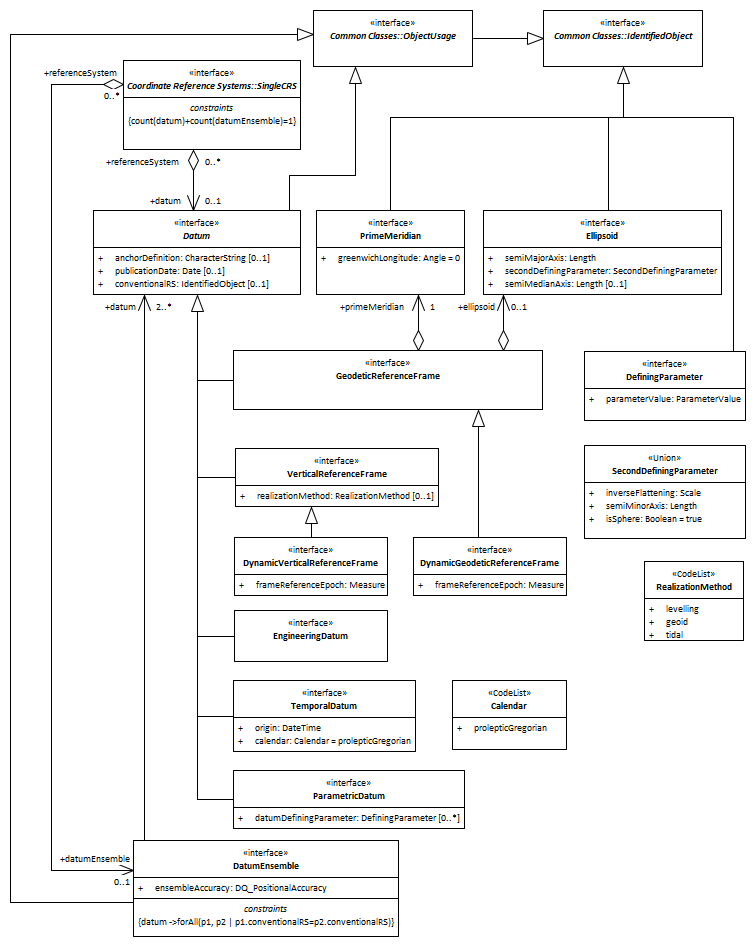 «interface»
Common Classes::ObjectUsage
«interface»
Common Classes::IdentifiedObject
+referenceSystem
0..*
«interface»
Coordinate Reference Systems::SingleCRS
constraints
{count(datum)+count(datumEnsemble)=1}
+referenceSystem
0..*
+datum
0..1
«interface»
Datum
+ anchorDefinition: CharacterString [0..1]
+ publicationDate: Date [0..1]
+ conventionalRS: IdentifiedObject [0..1]
«interface»
PrimeMeridian
+ greenwichLongitude: Angle = 0
«interface»
Ellipsoid
+ semiMajorAxis: Length
+ secondDefiningParameter: SecondDefiningParameter
+ semiMedianAxis: Length [0..1]
+datum
2..*
+primeMeridian
1
+ellipsoid
0..1
«interface»
GeodeticReferenceFrame
«interface»
DefiningParameter
+ parameterValue: ParameterValue
«interface»
VerticalReferenceFrame
+ realizationMethod: RealizationMethod [0..1]
«Union»
SecondDefiningParameter
+ inverseFlattening: Scale
+ semiMinorAxis: Length
+ isSphere: Boolean = true
«interface»
DynamicVerticalReferenceFrame
+ frameReferenceEpoch: Measure
«interface»
DynamicGeodeticReferenceFrame
+ frameReferenceEpoch: Measure
«CodeList»
RealizationMethod
+ levelling
+ geoid
+ tidal
«interface»
EngineeringDatum
«interface»
TemporalDatum
+ origin: DateTime
+ calendar: Calendar = prolepticGregorian
«CodeList»
Calendar
+ prolepticGregorian
«interface»
ParametricDatum
+ datumDefiningParameter: DefiningParameter [0..*]
+datumEnsemble
0..1
«interface»
DatumEnsemble
+ ensembleAccuracy: DQ_PositionalAccuracy
constraints
{datum ->forAll(p1, p2 | p1.conventionalRS=p2.conventionalRS)}